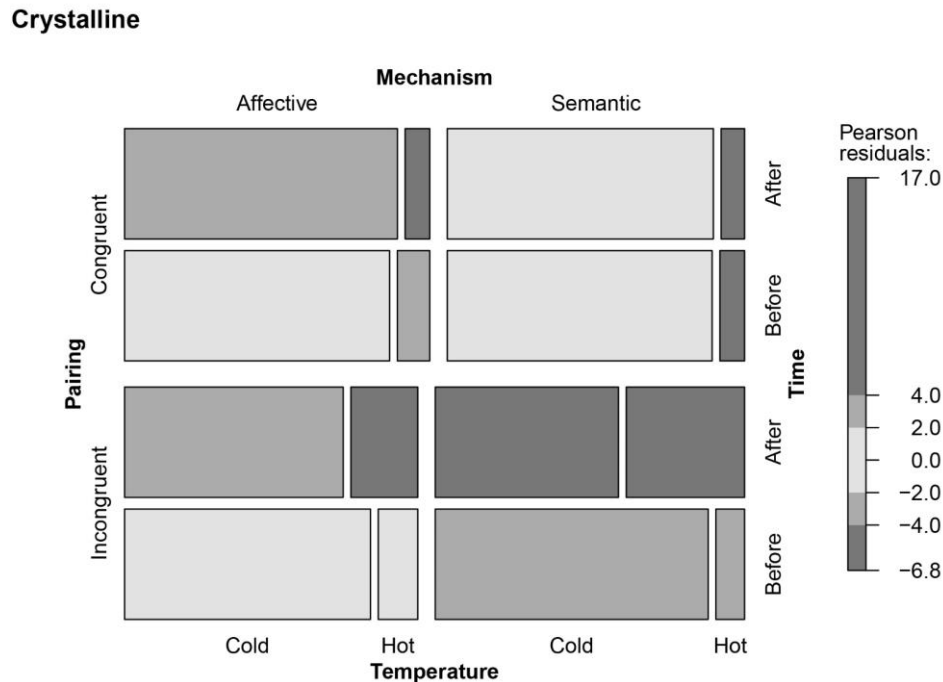 Crystalline
Mechanism
Affective Semantic
Pearson
residuals:
17.0
4.0
2.0
0.0
−2.0
−4.0
−6.8
Pairing
Congruent
Incongruent
After
Before
After
Before
Time
Cold Hot Cold Hot
Temperature